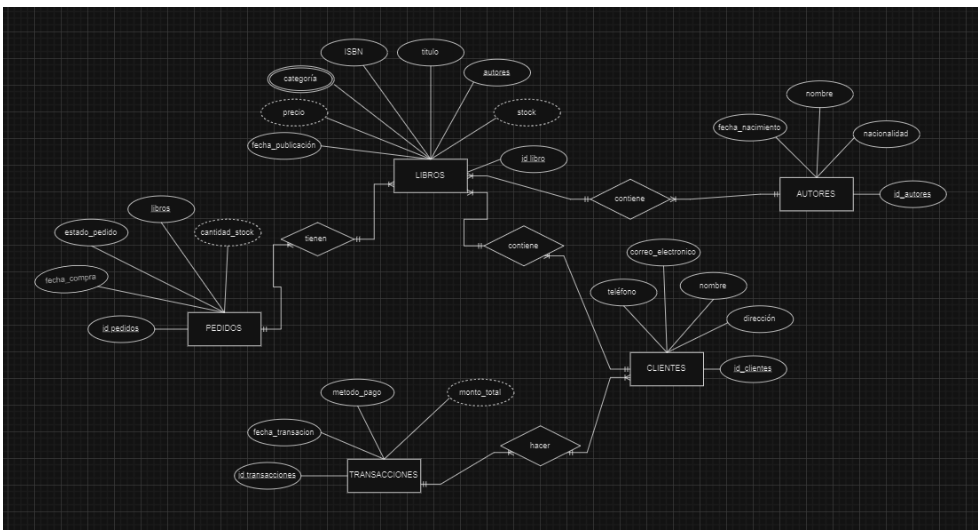 ISBN
titulo
categoría
autores
precio
stock
fecha_publicación
id libro
LIBROS
nombre
fecha_nacimiento
nacionalidad
AUTORES
id_autores
contiene
libros
estado_pedido
cantidad_stock
fecha_compra
id pedidos
PEDIDOS
tienen
contiene
correo_electronico
teléfono
nombre
dirección
CLIENTES
id_clientes
metodo_pago
monto_total
fecha_transacion
hacer
id transacciones
TRANSACCIONES